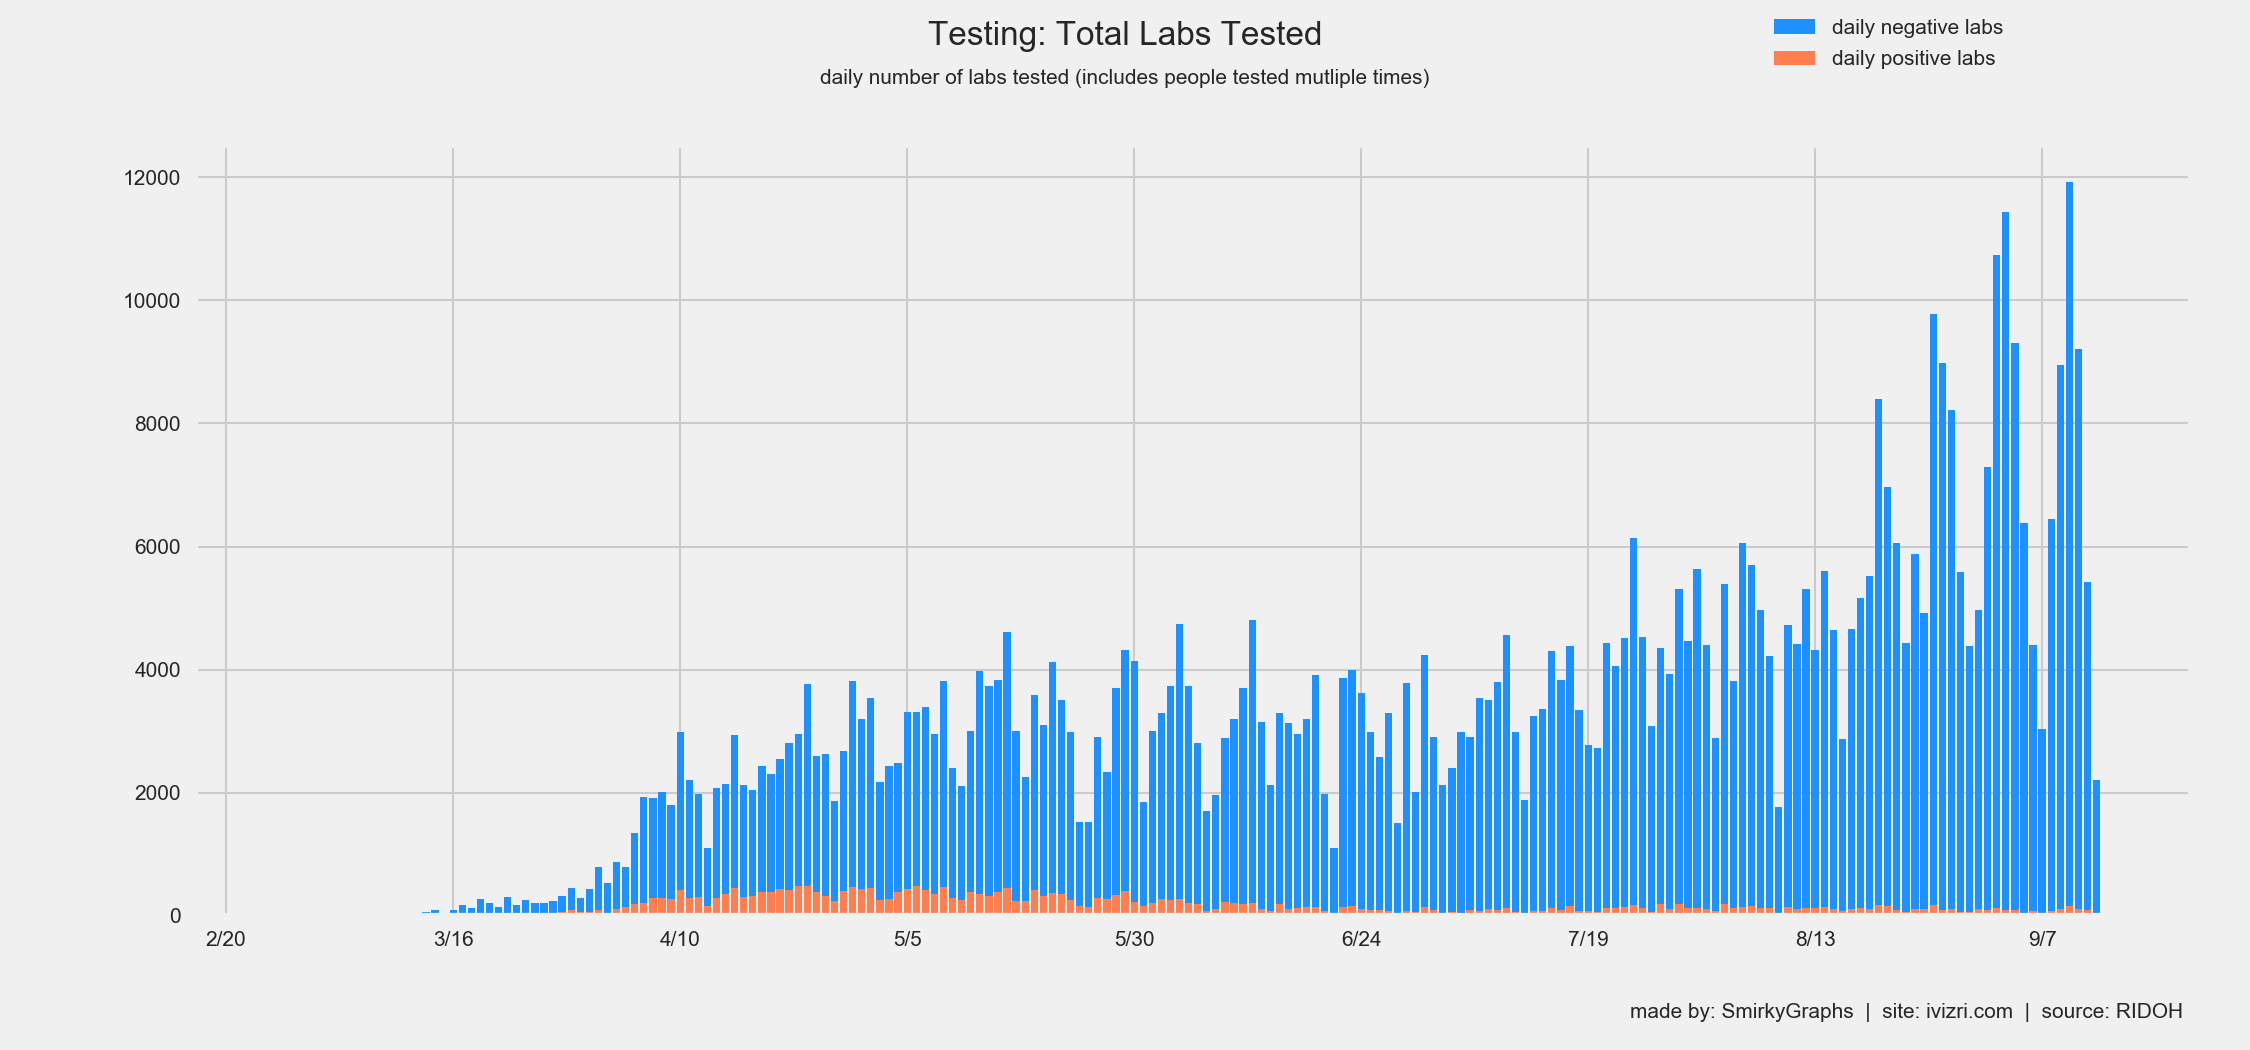 Testing: Total Labs Tested
daily number of labs tested (includes people tested mutliple times)
daily negative labs
daily positive labs
12000
10000
8000
6000
4000
2000
0
2/20 3/16 4/10 5/5 5/30 6/24 7/19 8/13 9/7
made by: SmirkyGraphs | site: ivizri.com | source: RIDOH